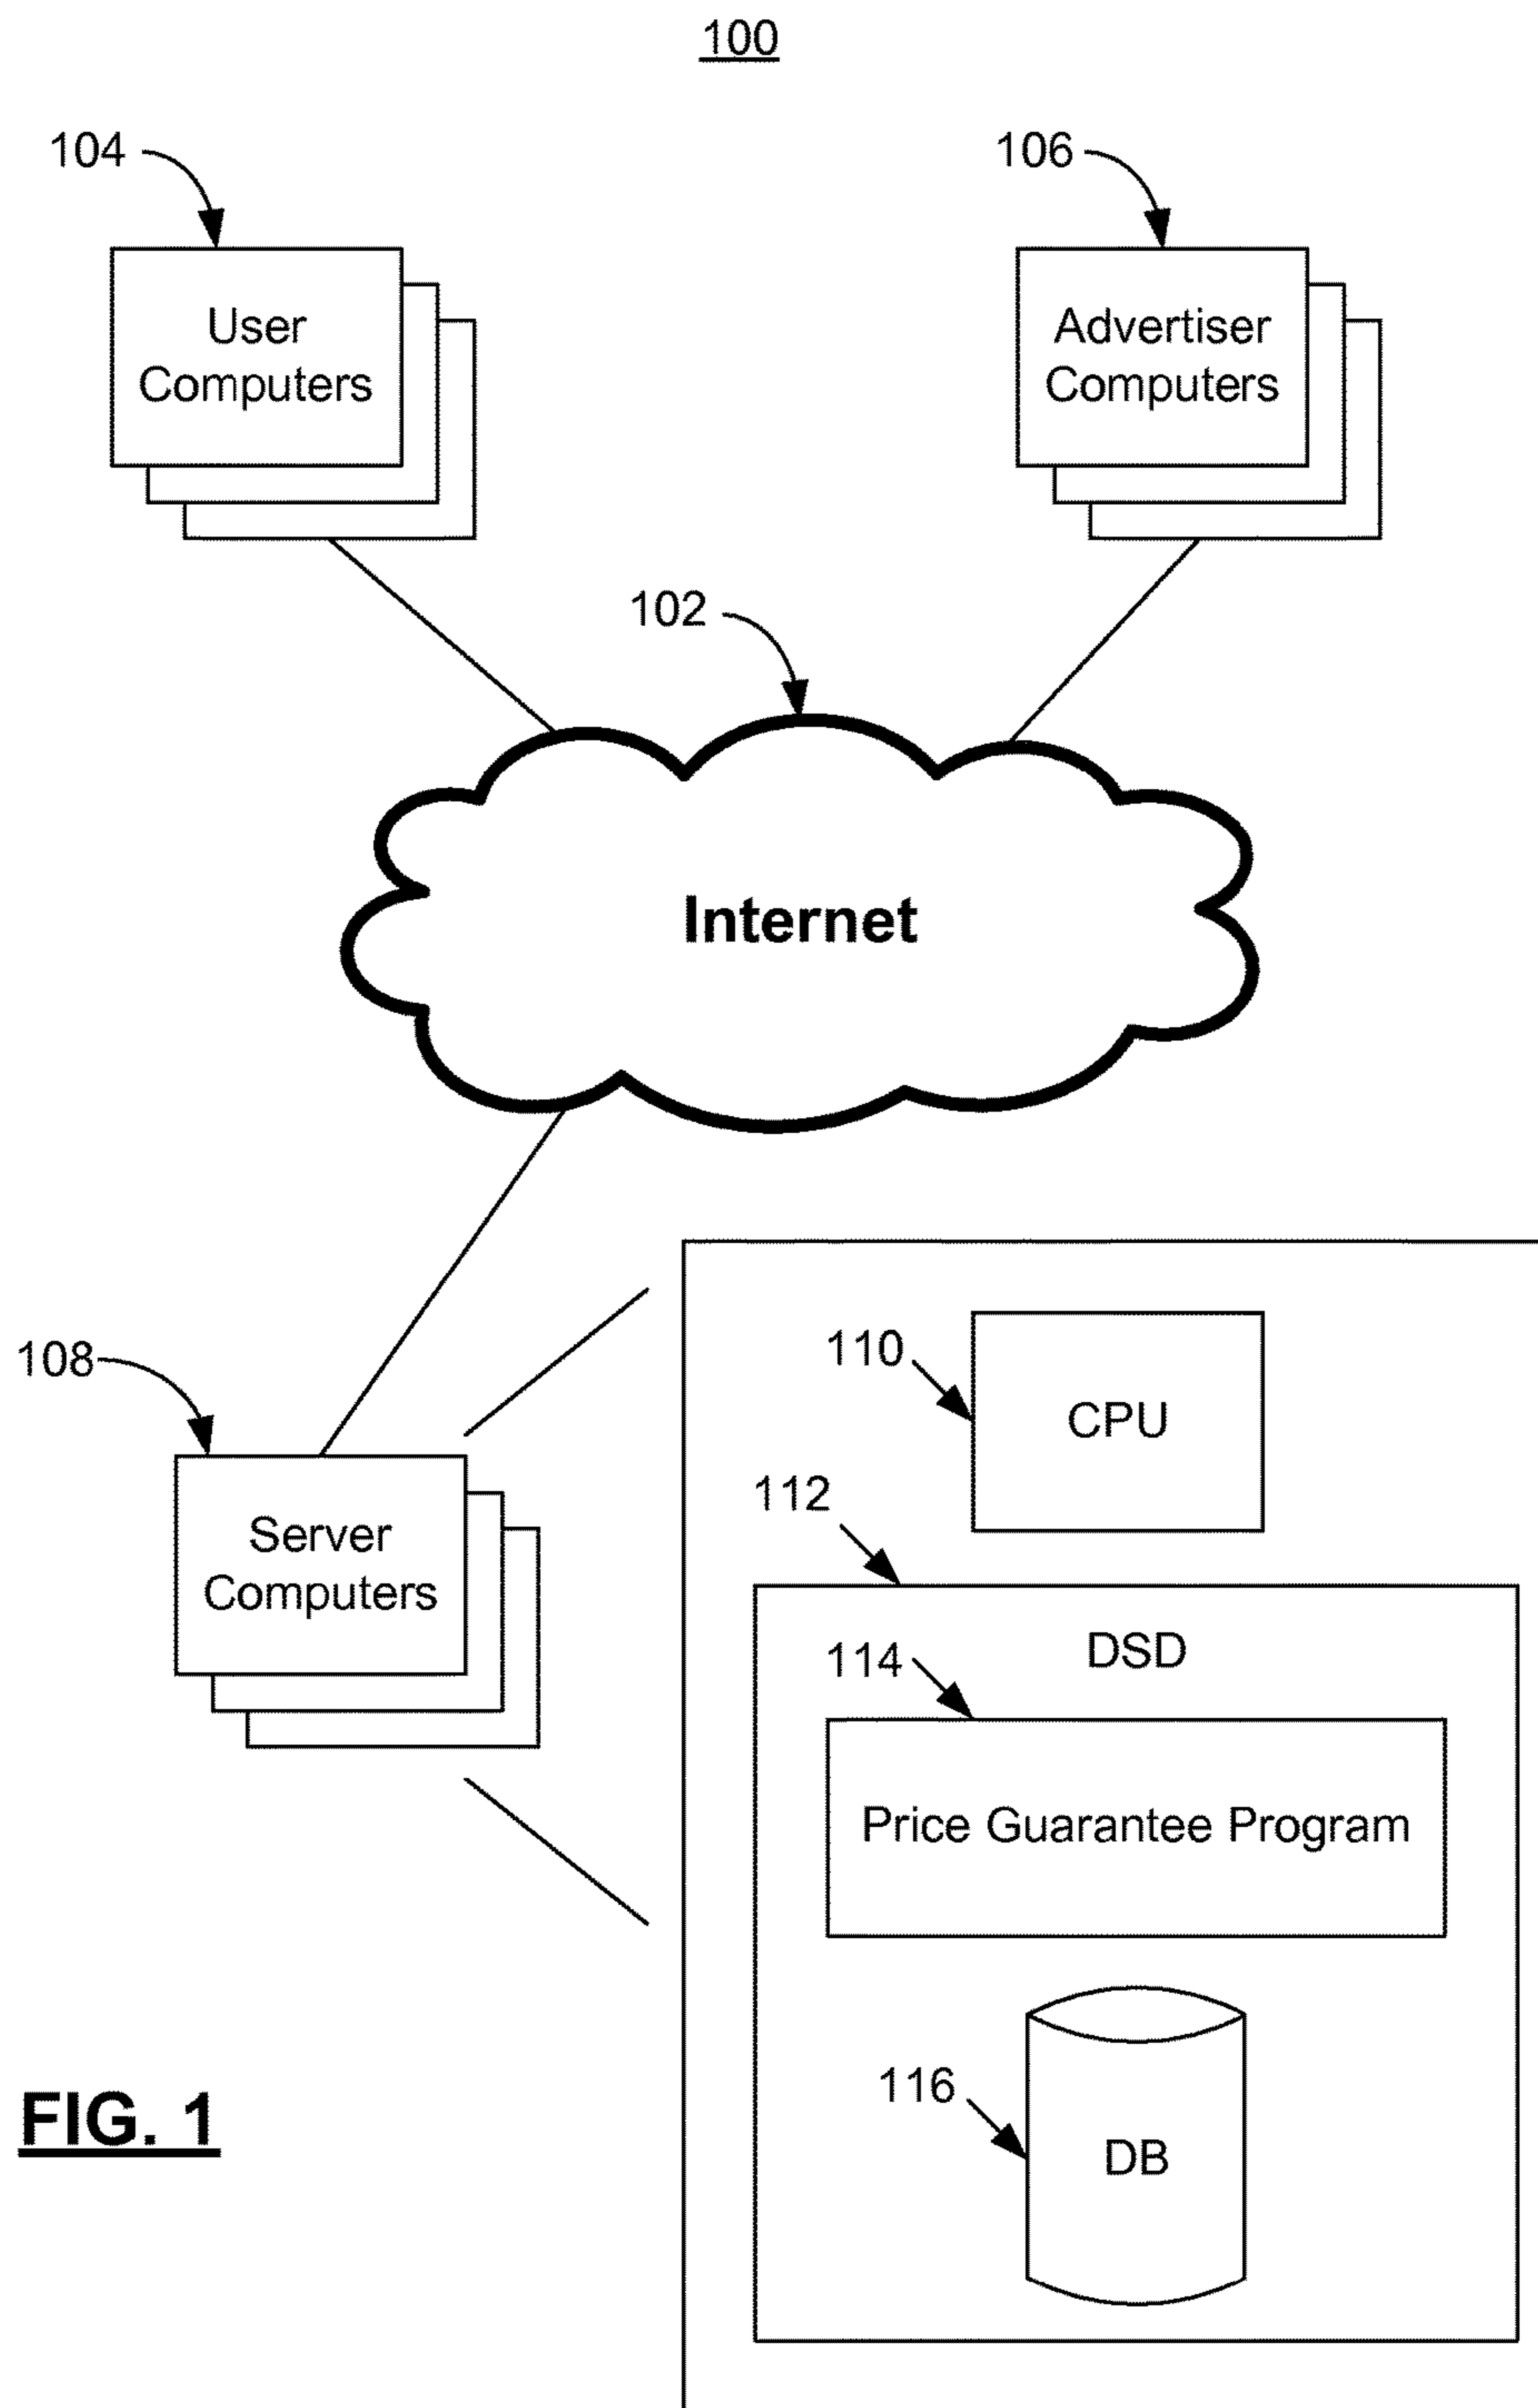 100
104
106
User
Computers
Advertiser
Computers
102
Internet
108
110
CPU
112
Server
Computers
DSD
114
Price Guarantee Program
116
DB
FIG. 1